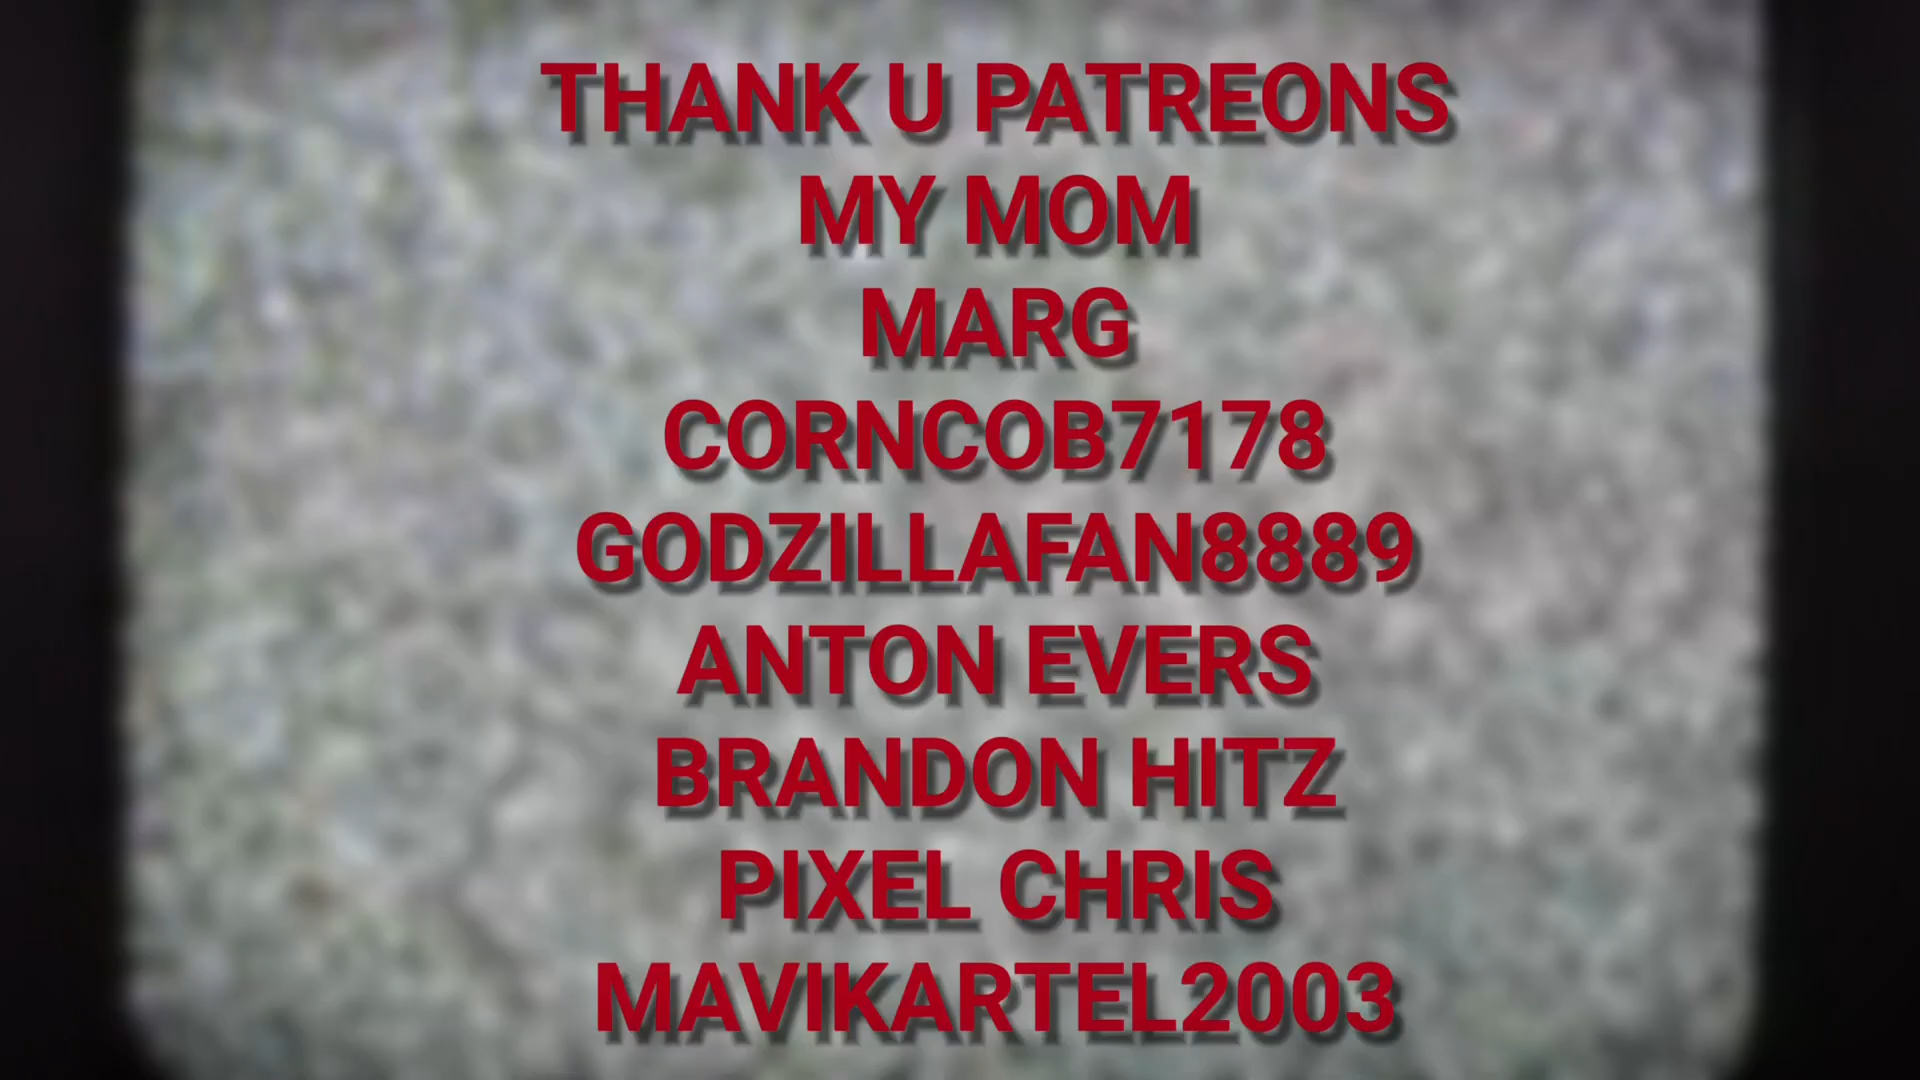 THANK U PATREONS
MY MOM
MARG
CORNCOB7178
GODZILLAFAN8889
ANTON EVERS
BRANDON HITZ
PIXEL CHRIS
MAVIKARTEL2003